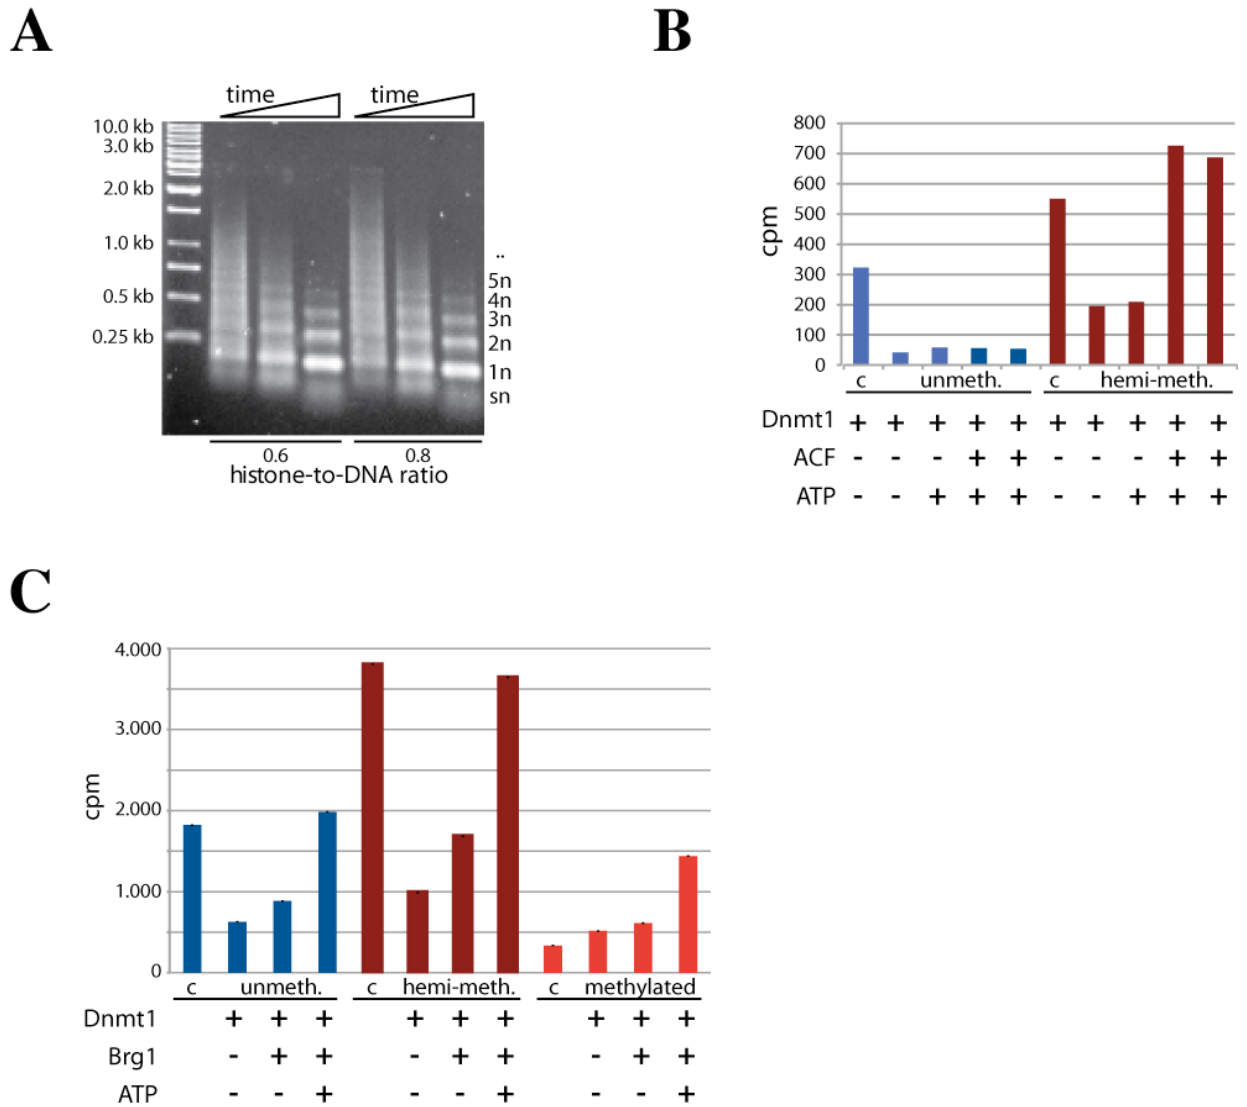 A
time time
10.0 kb
3.0 kb
2.0 kb
1.0 kb
0.5 kb
0.25 kb
..
5n
4n
3n
2n
1n
sn
0.6 0.8
histone-to-DNA ratio
B
800
700
600
500
400
300
200
100
0
cpm
c unmeth. c hemi-meth.
Dnmt1 + + + + + + + + + +
ACF - - - + + - - - + +
ATP - - + + + - - + + +
C
4.000
3.000
2.000
1.000
0
cpm
c unmeth. c hemi-meth. c methylated
Dnmt1 + + + + + + + + +
Brg1 - + + - + + - + +
ATP - - + - - + - - +